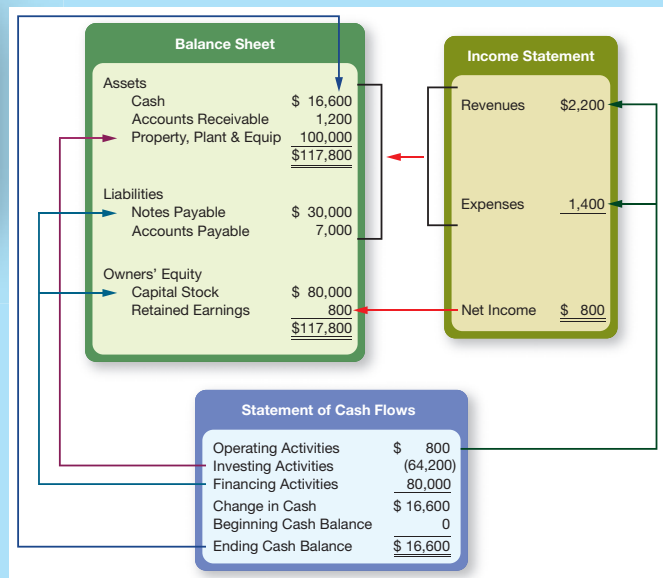 Balance Sheet
Assets
Cash $ 16,600
Accounts Receivable 1,200
Property, Plant & Equip 100,000
$117,800
Liabilities
Notes Payable $ 30,000
Accounts Payable 7,000
Owners' Equity
Capital Stock $ 80,000
Retained Earnings 800
$117,800
Income Statement
Revenues $2,200
Expenses 1,400
Net Income $ 800
Statement of Cash Flows
Operating Activities $ 800
Investing Activities (64,200)
Financing Activities 80,000
Change in Cash $ 16,600
Beginning Cash Balance 0
Ending Cash Balance $ 16,600